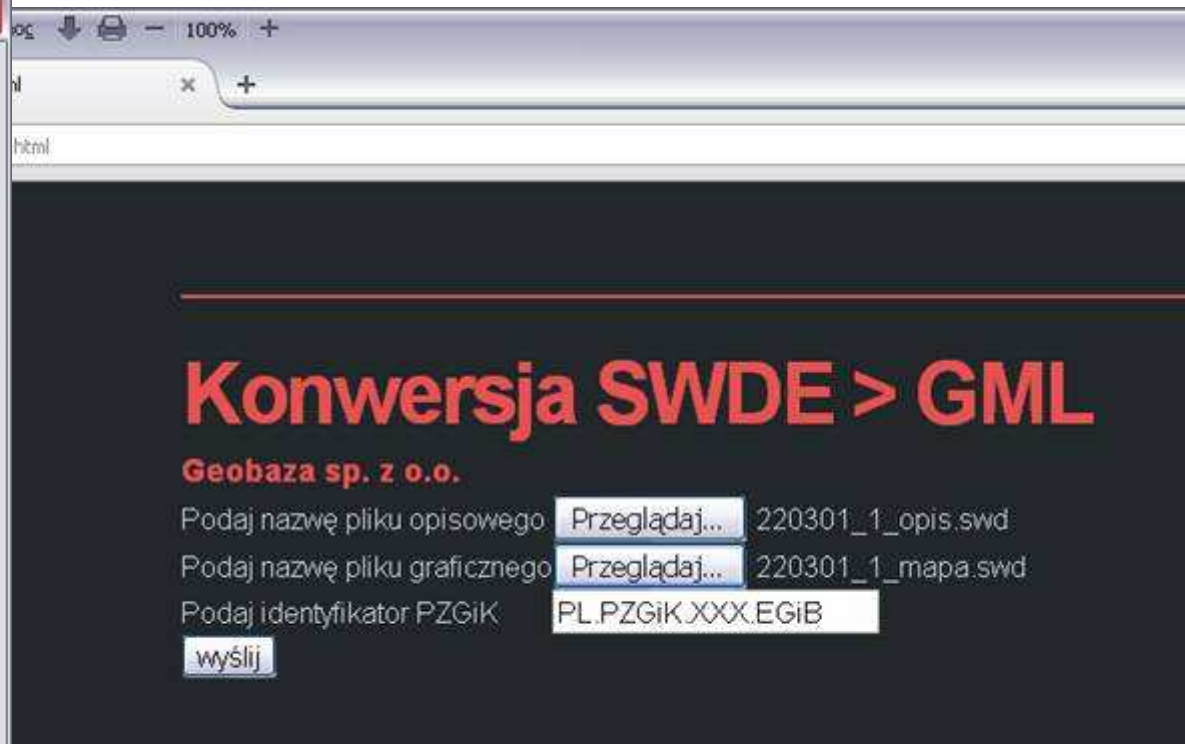 100%
html
Konwersja SWDE > GML
Geobaza sp. z o.o.
Podaj nazwę pliku opisowego Przeglądaj... 220301_1_opis.swd
Podaj nazwę pliku graficznego Przeglądaj... 220301_1_mapa.swd
Podaj identyfikator PZGiK PL.PZGiK.XXX.EGiB
wyślij